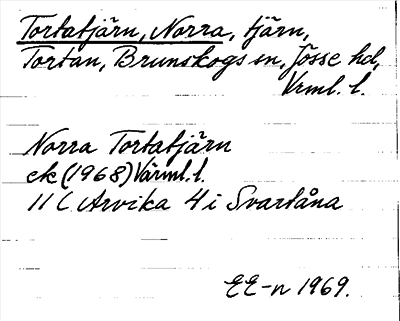 Tortatjärn, Norra, tjärn,
Tortan, Brunskogs sn, Jösse hd,
Vrml. l.
Norra Tortatjärn
ek (1968) Värml. l.
11 C Arvika 4 i Svartåna
EE-n 1969.